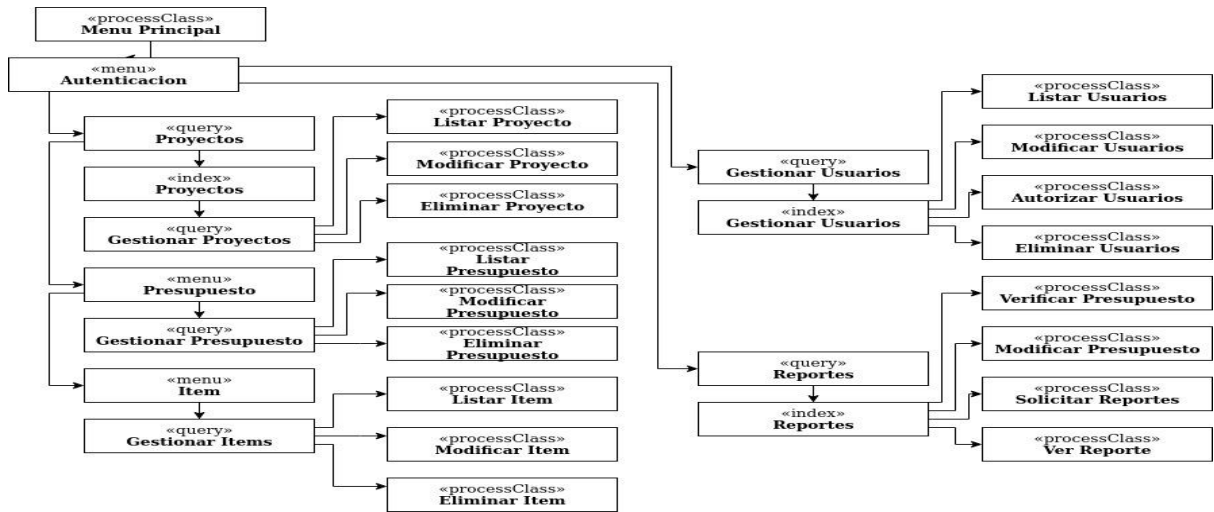 «processClass»
Menu Principal
«menu»
Autenticacion
«query»
Proyectos
«index»
Proyectos
«query»
Gestionar Proyectos
«processClass»
Listar Proyecto
«processClass»
Modificar Proyecto
«processClass»
Eliminar Proyecto
«menu»
Presupuesto
«query»
Gestionar Presupuesto
«processClass»
Listar
Presupuesto
«processClass»
Modificar
Presupuesto
«processClass»
Eliminar
Presupuesto
«menu»
Item
«query»
Gestionar Items
«processClass»
Listar Item
«processClass»
Modificar Item
«processClass»
Eliminar Item
«query»
Gestionar Usuarios
«index»
Gestionar Usuarios
«processClass»
Listar Usuarios
«processClass»
Modificar Usuarios
«processClass»
Autorizar Usuarios
«processClass»
Eliminar Usuarios
«query»
Reportes
«index»
Reportes
«processClass»
Verificar Presupuesto
«processClass»
Modificar Presupuesto
«processClass»
Solicitar Reportes
«processClass»
Ver Reporte